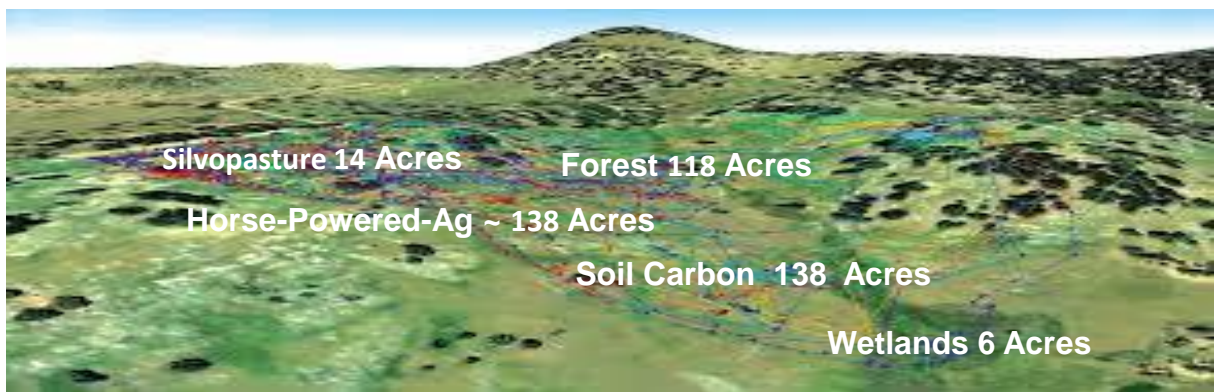 Silvopasture 14 Acres
Forest 118 Acres
Horse-Powered-Ag ~ 138 Acres
Soil Carbon 138 Acres
Wetlands 6 Acres